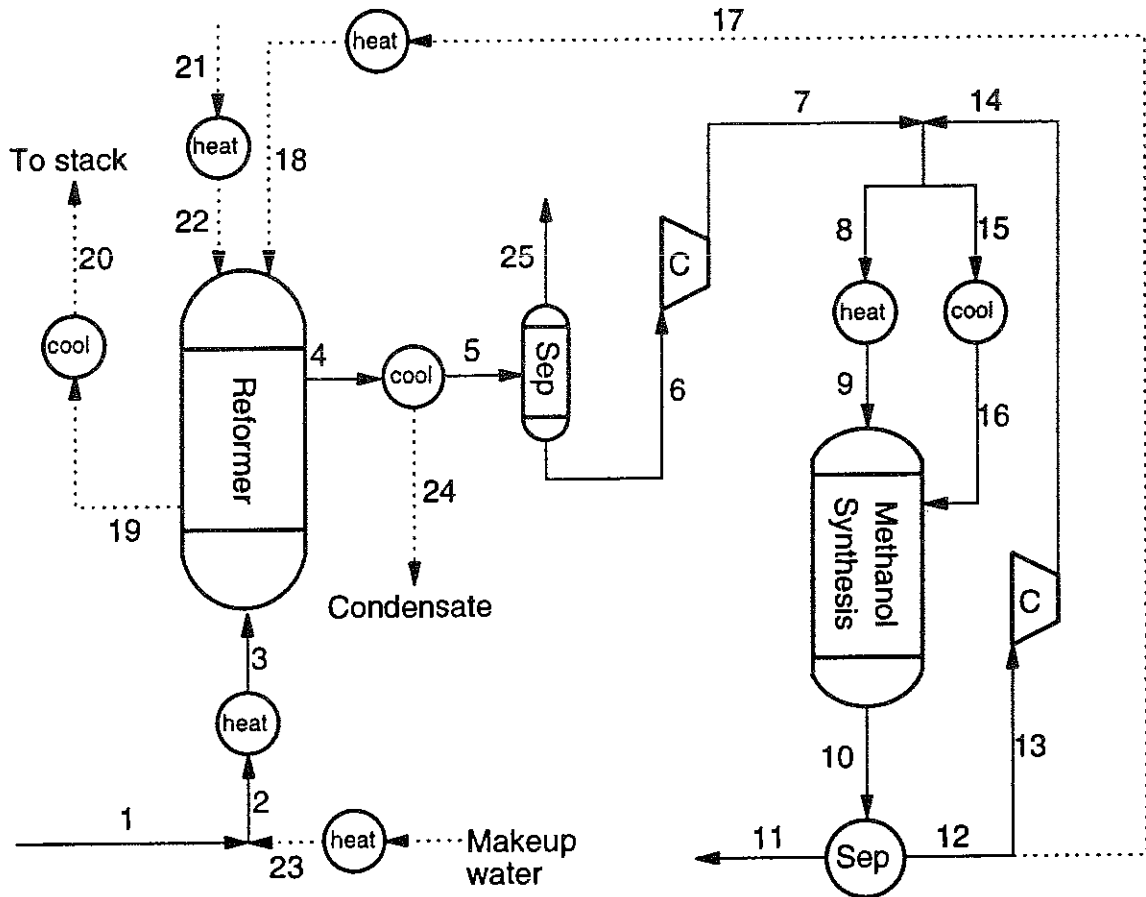 17
heat
21
7
14
heat
To stack
18
22
8
15
20
25
C
heat
cool
cool
4
5
cool
Sep
9
16
6
Reformer
24
Methanol
Synthesis
19
Condensate
C
3
heat
10
13
2
1
23
heat
Makeup
water
11
Sep
12